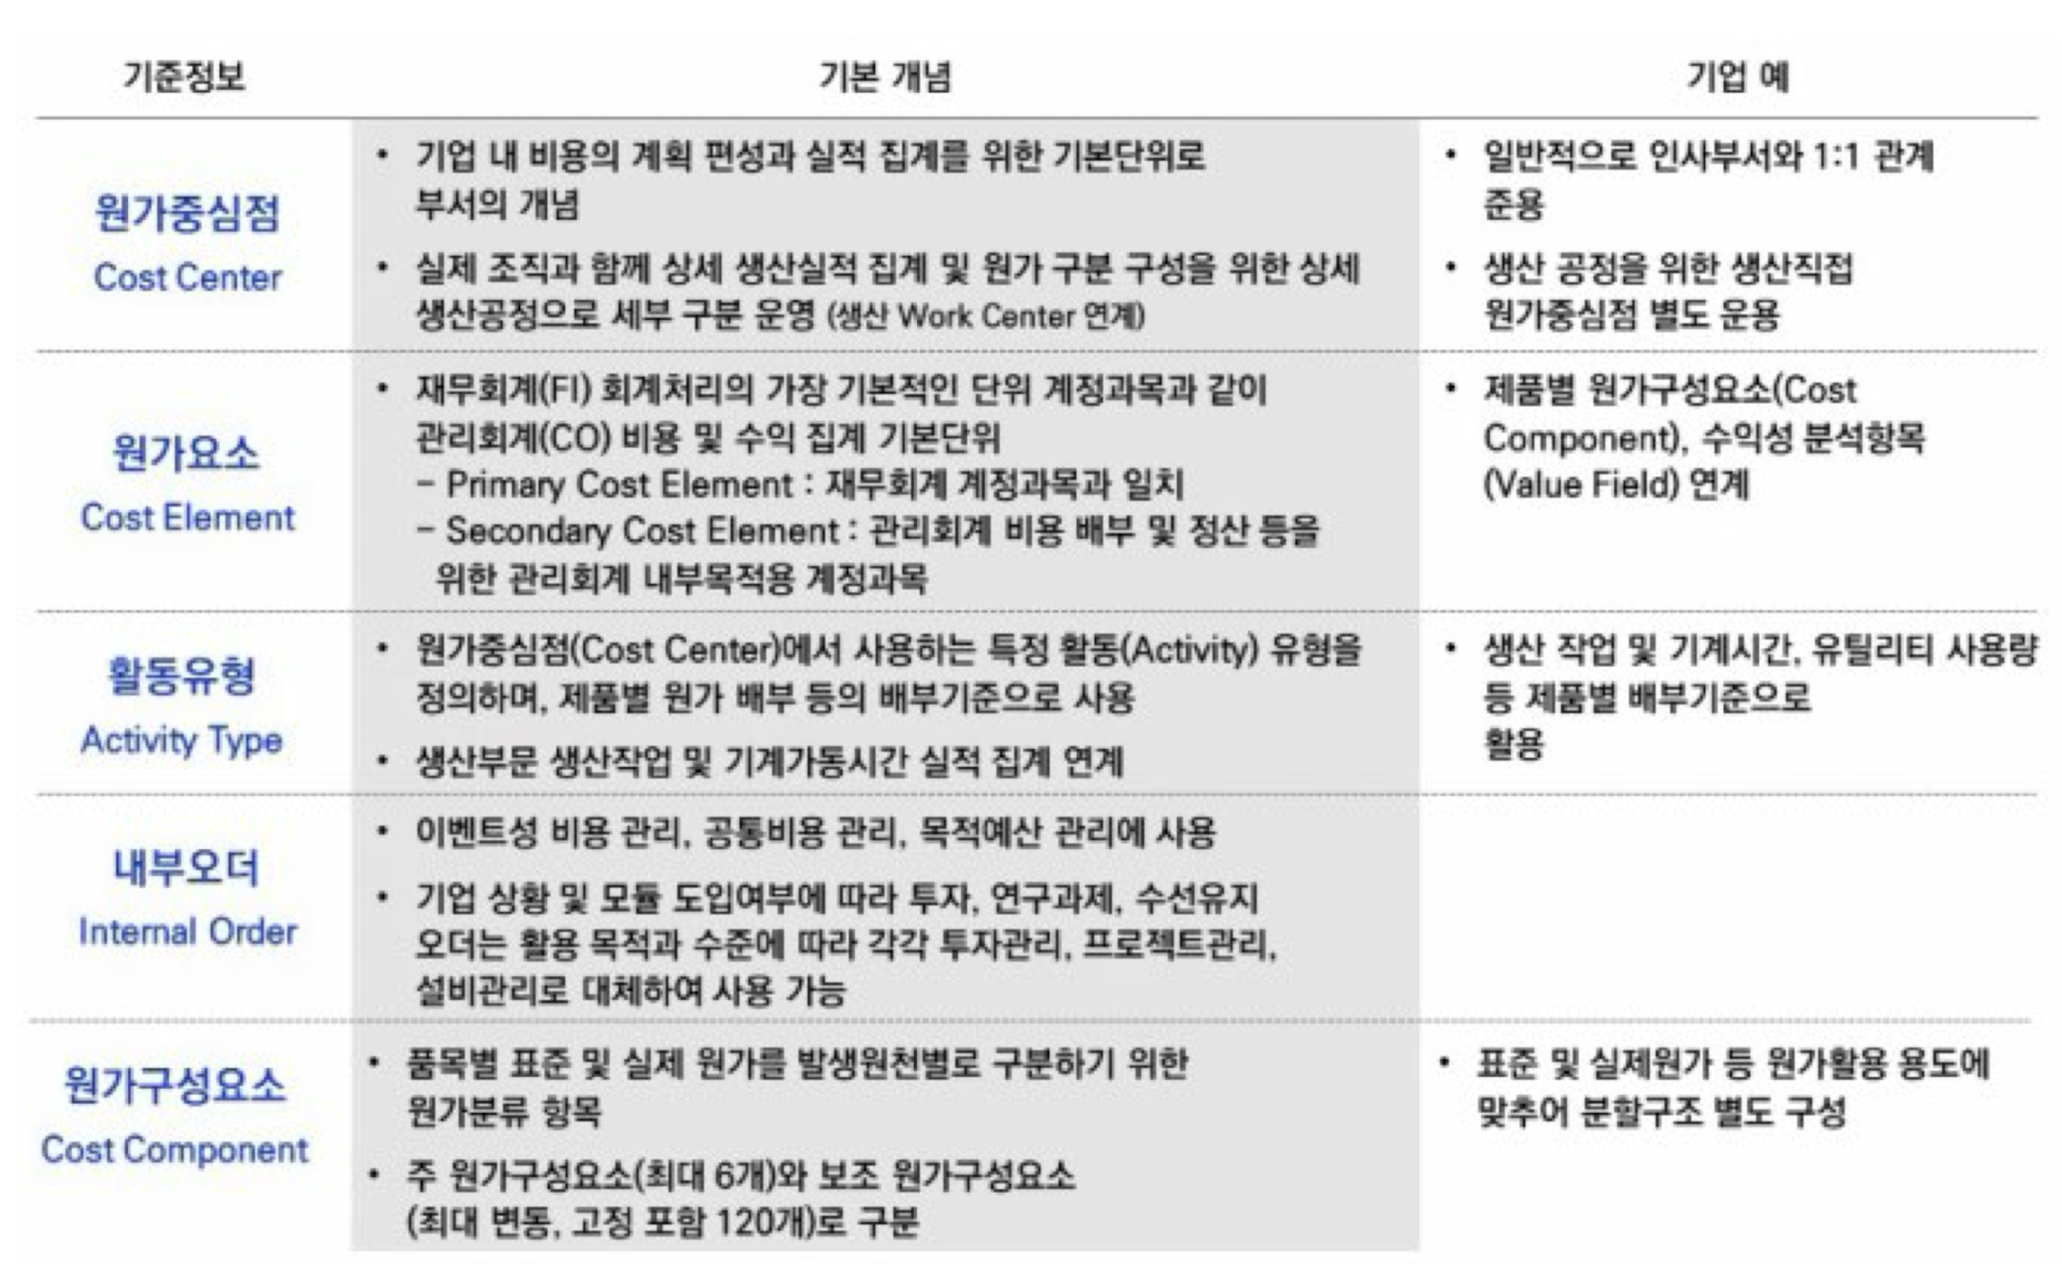 기준정보
기본 개념
기업 예
원가중심점
Cost Center
• 기업 내 비용의 계획 편성과 실적 집계를 위한 기본단위로
부서의 개념
• 실제 조직과 함께 상세 생산실적 집계 및 원가 구분 구성을 위한 상세
생산공정으로 세부 구분 운영 (생산 Work Center 연계)
• 일반적으로 인사부서와 1:1 관계
준용
• 생산 공정을 위한 생산직접
원가중심점 별도 운용
원가요소
Cost Element
• 재무회계(FI) 회계처리의 가장 기본적인 단위 계정과목과 같이
관리회계(CO) 비용 및 수익 집계 기본단위
– Primary Cost Element : 재무회계 계정과목과 일치
– Secondary Cost Element : 관리회계 비용 배부 및 정산 등을
위한 관리회계 내부목적용 계정과목
• 제품별 원가구성요소(Cost
Component), 수익성 분석항목
(Value Field) 연계
활동유형
Activity Type
• 원가중심점(Cost Center)에서 사용하는 특정 활동(Activity) 유형을
정의하며, 제품별 원가 배부 등의 배부기준으로 사용
• 생산부문 생산작업 및 기계가동시간 실적 집계 연계
• 생산 작업 및 기계시간, 유틸리티 사용량
등 제품별 배부기준으로
활용
내부오더
Internal Order
• 이벤트성 비용 관리, 공통비용 관리, 목적예산 관리에 사용
• 기업 상황 및 모듈 도입여부에 따라 투자, 연구과제, 수선유지
오더는 활용 목적과 수준에 따라 각각 투자관리, 프로젝트관리,
설비관리로 대체하여 사용 가능
원가구성요소
Cost Component
• 품목별 표준 및 실제 원가를 발생원천별로 구분하기 위한
원가분류 항목
• 주 원가구성요소(최대 6개)와 보조 원가구성요소
(최대 변동, 고정 포함 120개)로 구분
• 표준 및 실제원가 등 원가활용 용도에
맞추어 분할구조 별도 구성